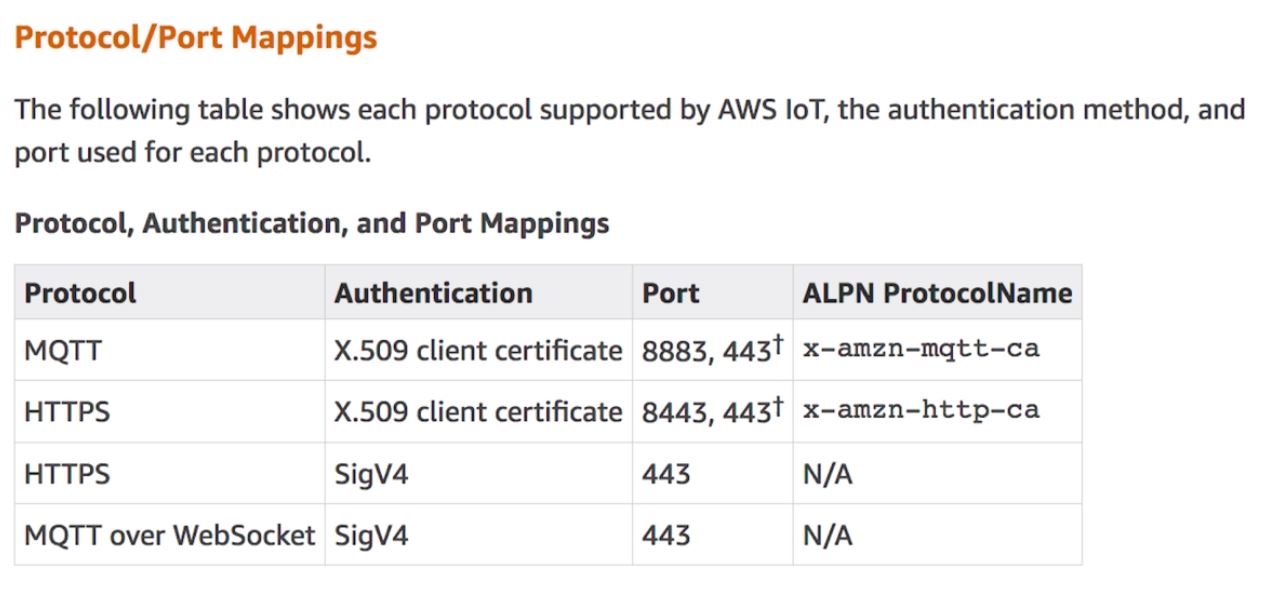 Protocol/Port Mappings
The following table shows each protocol supported by AWS IoT, the authentication method, and
port used for each protocol.
Protocol, Authentication, and Port Mappings
Protocol Authentication Port ALPN ProtocolName
MQTT X.509 client certificate 8883, 443† x-amzn-mqtt-ca
HTTPS X.509 client certificate 8443, 443† x-amzn-http-ca
HTTPS SigV4 443 N/A
MQTT over WebSocket SigV4 443 N/A